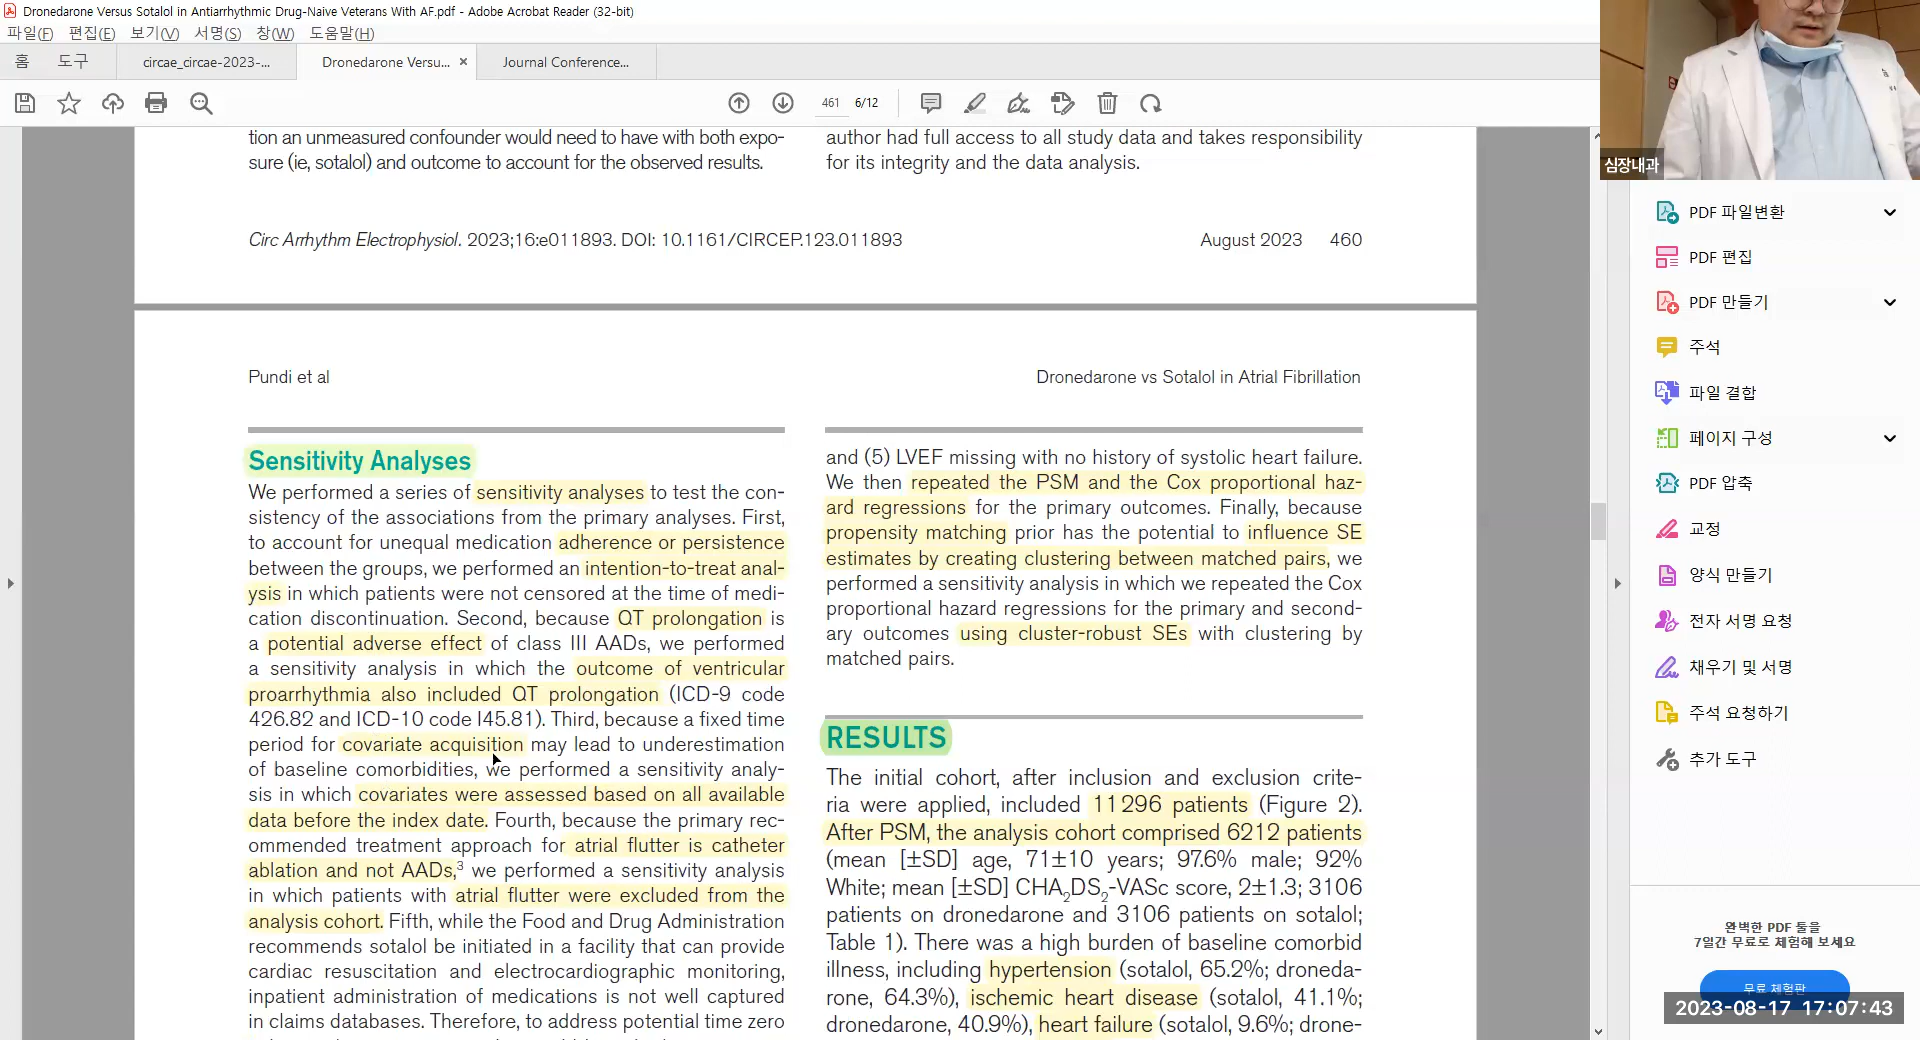 Dronedarone Versus Sotalol in Antiarrhythmic Drug-Naive Veterans With AF.pdf - Adobe Acrobat Reader (32-bit)
파일(F) 편집(E) 보기(V) 서명(S) 창(W) 도움말(H)
홈 도구 circae_circae-2023-... Dronedarone Versu... × Journal Conference...
461 6/12
tion an unmeasured confounder would need to have with both expo-
sure (ie, sotalol) and outcome to account for the observed results.
author had full access to all study data and takes responsibility
for its integrity and the data analysis.
Circ Arrhythm Electrophysiol. 2023;16:e011893. DOI: 10.1161/CIRCEP.123.011893
August 2023 460
Pundi et al
Dronedarone vs Sotalol in Atrial Fibrillation
Sensitivity Analyses
We performed a series of sensitivity analyses to test the con-
sistency of the associations from the primary analyses. First,
to account for unequal medication adherence or persistence
between the groups, we performed an intention-to-treat anal-
ysis in which patients were not censored at the time of medi-
cation discontinuation. Second, because QT prolongation is
a potential adverse effect of class III AADs, we performed
a sensitivity analysis in which the outcome of ventricular
proarrhythmia also included QT prolongation (ICD-9 code
426.82 and ICD-10 code I45.81). Third, because a fixed time
period for covariate acquisition may lead to underestimation
of baseline comorbidities, we performed a sensitivity analy-
sis in which covariates were assessed based on all available
data before the index date. Fourth, because the primary rec-
ommended treatment approach for atrial flutter is catheter
ablation and not AADs,3 we performed a sensitivity analysis
in which patients with atrial flutter were excluded from the
analysis cohort. Fifth, while the Food and Drug Administration
recommends sotalol be initiated in a facility that can provide
cardiac resuscitation and electrocardiographic monitoring,
inpatient administration of medications is not well captured
in claims databases. Therefore, to address potential time zero
and (5) LVEF missing with no history of systolic heart failure.
We then repeated the PSM and the Cox proportional haz-
ard regressions for the primary outcomes. Finally, because
propensity matching prior has the potential to influence SE
estimates by creating clustering between matched pairs, we
performed a sensitivity analysis in which we repeated the Cox
proportional hazard regressions for the primary and second-
ary outcomes using cluster-robust SEs with clustering by
matched pairs.
RESULTS
The initial cohort, after inclusion and exclusion crite-
ria were applied, included 11 296 patients (Figure 2).
After PSM, the analysis cohort comprised 6212 patients
(mean [±SD] age, 71±10 years; 97.6% male; 92%
White; mean [±SD] CHA2DS2-VASc score, 2±1.3; 3106
patients on dronedarone and 3106 patients on sotalol;
Table 1). There was a high burden of baseline comorbid
illness, including hypertension (sotalol, 65.2%; droneda-
rone, 64.3%), ischemic heart disease (sotalol, 41.1%;
dronedarone, 40.9%), heart failure (sotalol, 9.6%; drone-
심장내과
PDF 파일변환
PDF 편집
PDF 만들기
주석
파일 결합
페이지 구성
PDF 압축
교정
양식 만들기
전자 서명 요청
채우기 및 서명
주석 요청하기
추가 도구
완벽한 PDF 툴을
7일간 무료로 체험해 보세요
무료 체험판
2023-08-17 17:07:43